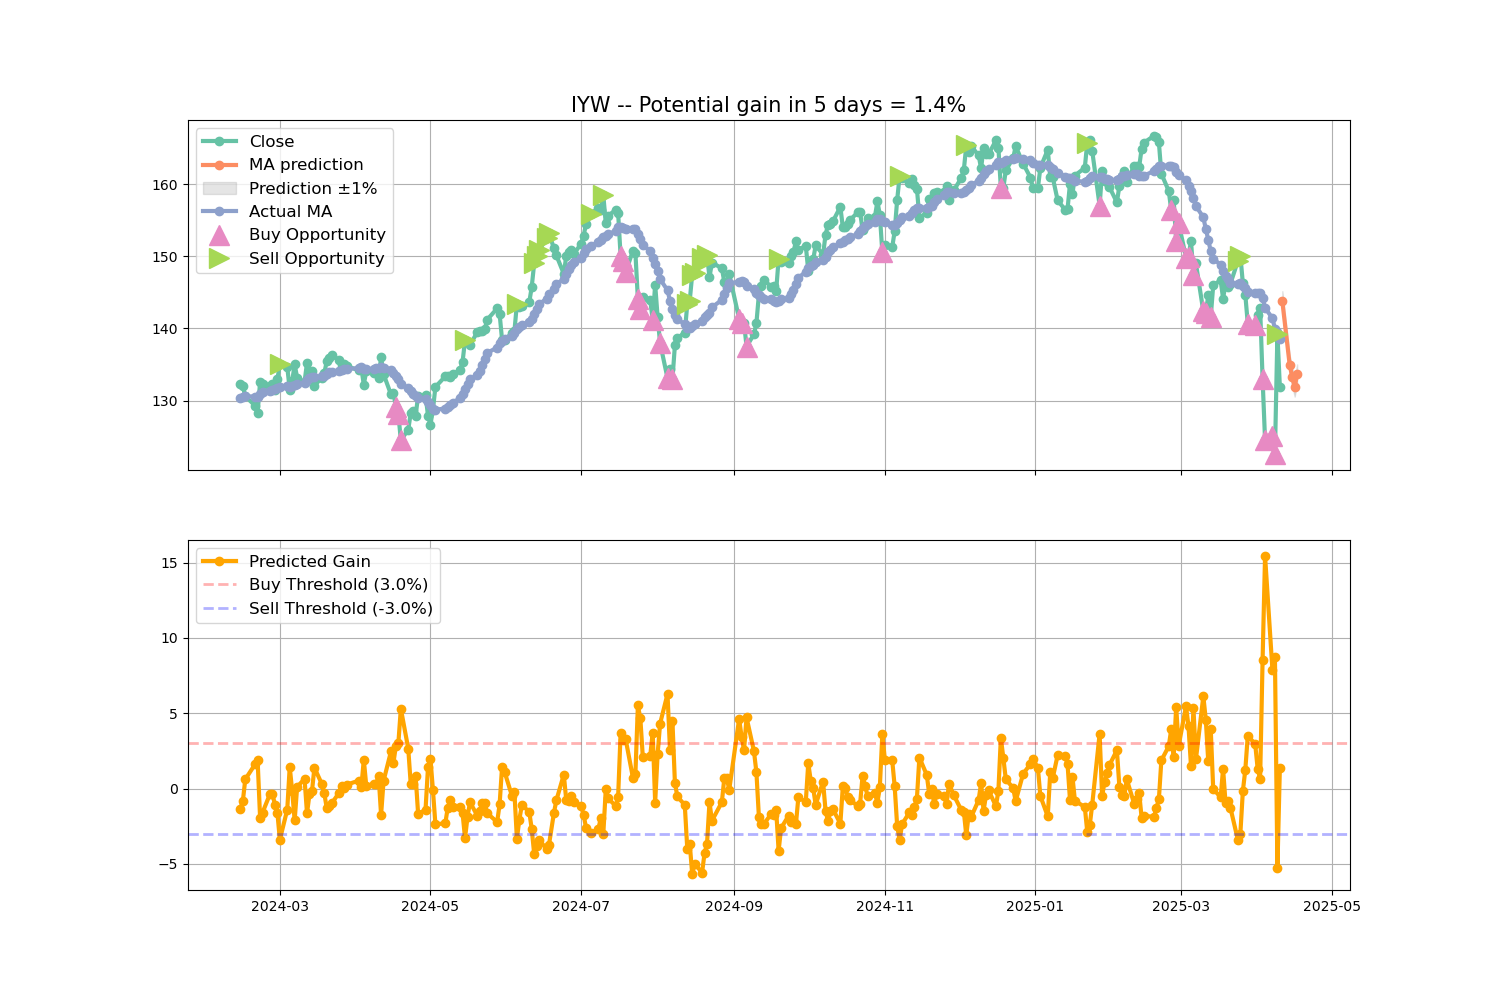 IYW -- Potential gain in 5 days = 1.4%
Close
MA prediction
Prediction ±1%
Actual MA
Buy Opportunity
Sell Opportunity
160
150
140
130
Predicted Gain
Buy Threshold (3.0%)
Sell Threshold (-3.0%)
15
10
5
0
−5
2024-03 2024-05 2024-07 2024-09 2024-11 2025-01 2025-03 2025-05